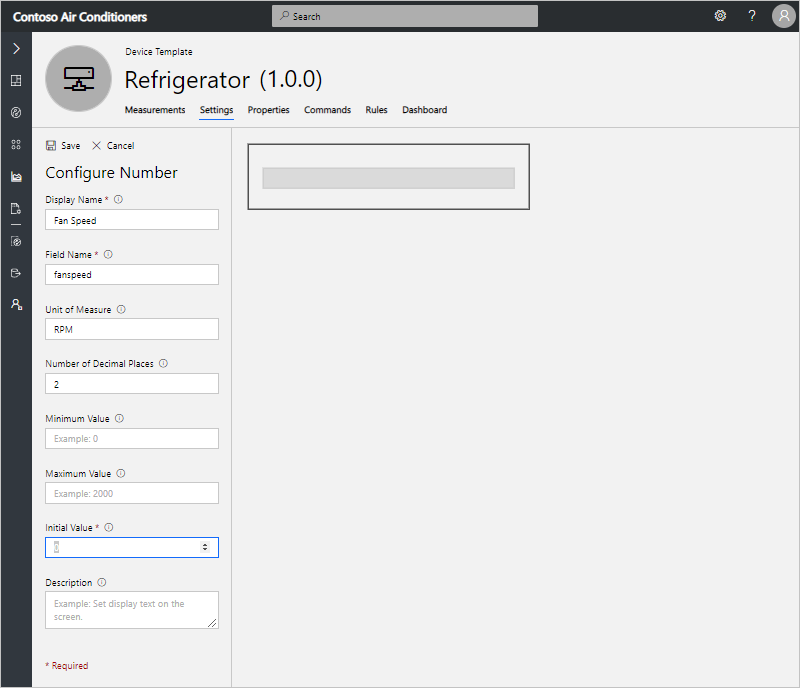 Contoso Air Conditioners
Search
?
Device Template
Refrigerator (1.0.0)
Measurements Settings Properties Commands Rules Dashboard
Save Cancel
Configure Number
Display Name *
Fan Speed
Field Name *
fanspeed
Unit of Measure
RPM
Number of Decimal Places
2
Minimum Value
Example: 0
Maximum Value
Example: 2000
Initial Value *
Description
Example: Set display text on the
screen.
* Required